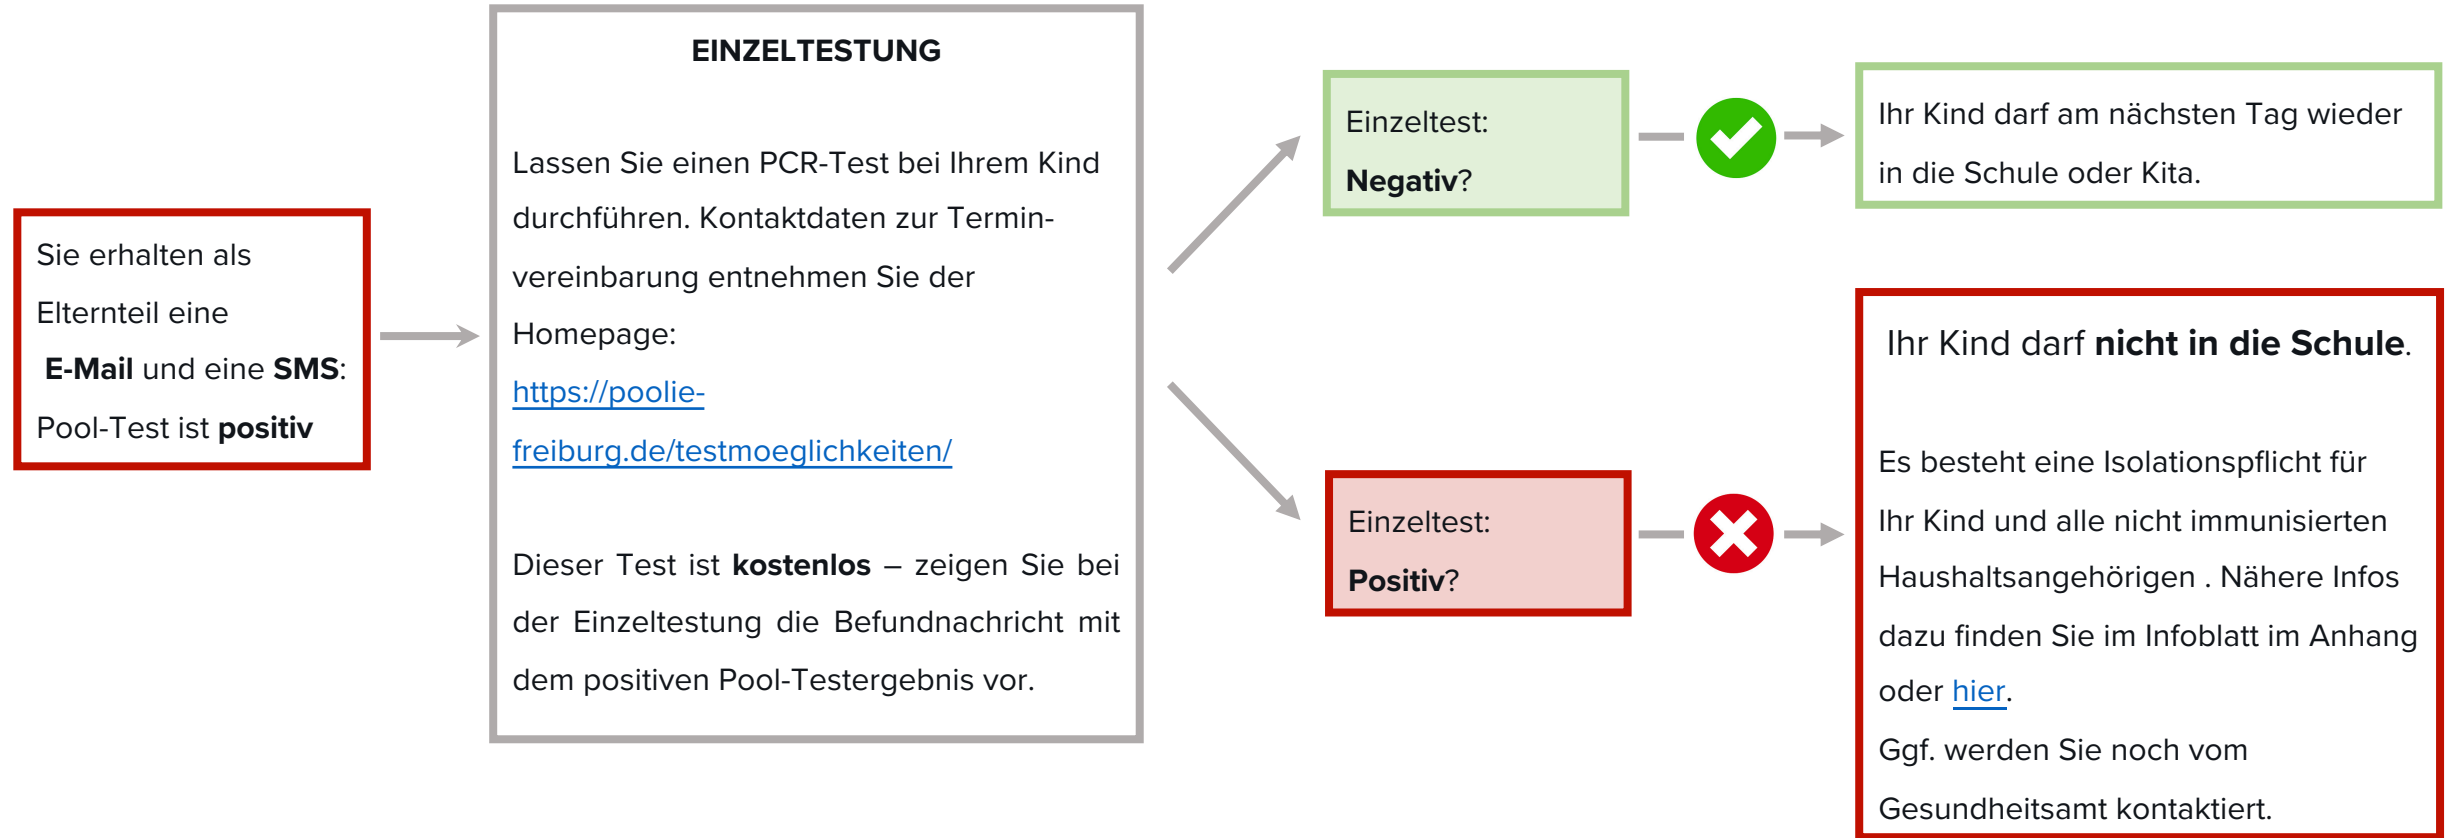 Sie erhalten als
Elternteil eine
E-Mail und eine SMS:
Pool-Test ist positiv
EINZELTESTUNG
Lassen Sie einen PCR-Test bei Ihrem Kind
durchführen. Kontaktdaten zur Termin-
vereinbarung entnehmen Sie der
Homepage:
https://poolie-
freiburg.de/testmoeglichkeiten/
Dieser Test ist kostenlos – zeigen Sie bei
der Einzeltestung die Befundnachricht mit
dem positiven Pool-Testergebnis vor.
Einzeltest:
Negativ?
Ihr Kind darf am nächsten Tag wieder
in die Schule oder Kita.
Einzeltest:
Positiv?
Ihr Kind darf nicht in die Schule.
Es besteht eine Isolationspflicht für
Ihr Kind und alle nicht immunisierten
Haushaltsangehörigen . Nähere Infos
dazu finden Sie im Infoblatt im Anhang
oder hier.
Ggf. werden Sie noch vom
Gesundheitsamt kontaktiert.